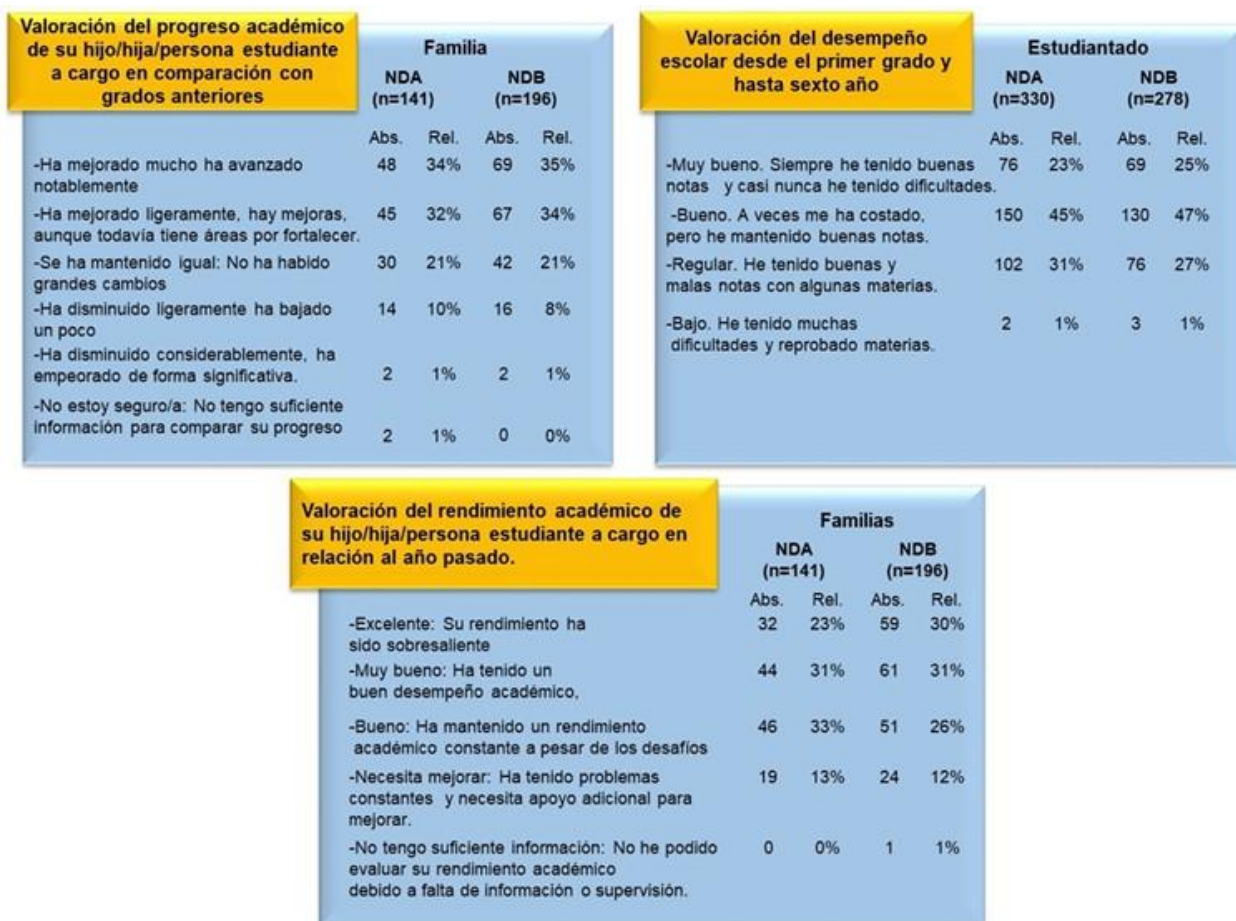 Valoración del progreso académico
de su hijo/hija/persona estudiante
a cargo en comparación con
grados anteriores
Familia
NDA NDB
(n=141) (n=196)
Abs. Rel. Abs. Rel.
-Ha mejorado mucho ha avanzado 48 34% 69 35%
notablemente
-Ha mejorado ligeramente, hay mejoras, 45 32% 67 34%
aunque todavía tiene áreas por fortalecer.
-Se ha mantenido igual: No ha habido 30 21% 42 21%
grandes cambios
-Ha disminuido ligeramente ha bajado 14 10% 16 8%
un poco
-Ha disminuido considerablemente, ha
empeorado de forma significativa. 2 1% 2 1%
-No estoy seguro/a: No tengo suficiente
información para comparar su progreso 2 1% 0 0%
Valoración del desempeño
escolar desde el primer grado y
hasta sexto año
Estudiantado
NDA NDB
(n=330) (n=278)
Abs. Rel. Abs. Rel.
-Muy bueno. Siempre he tenido buenas 76 23% 69 25%
notas y casi nunca he tenido dificultades.
-Bueno. A veces me ha costado, 150 45% 130 47%
pero he mantenido buenas notas.
-Regular. He tenido buenas y 102 31% 76 27%
malas notas con algunas materias.
-Bajo. He tenido muchas 2 1% 3 1%
dificultades y reprobado materias.
Valoración del rendimiento académico de
su hijo/hija/persona estudiante a cargo en
relación al año pasado.
Familias
NDA NDB
(n=141) (n=196)
Abs. Rel. Abs. Rel.
-Excelente: Su rendimiento ha 32 23% 59 30%
sido sobresaliente
-Muy bueno: Ha tenido un 44 31% 61 31%
buen desempeño académico,
-Bueno: Ha mantenido un rendimiento 46 33% 51 26%
académico constante a pesar de los desafíos
-Necesita mejorar: Ha tenido problemas 19 13% 24 12%
constantes y necesita apoyo adicional para
mejorar.
-No tengo suficiente información: No he podido 0 0% 1 1%
evaluar su rendimiento académico
debido a falta de información o supervisión.